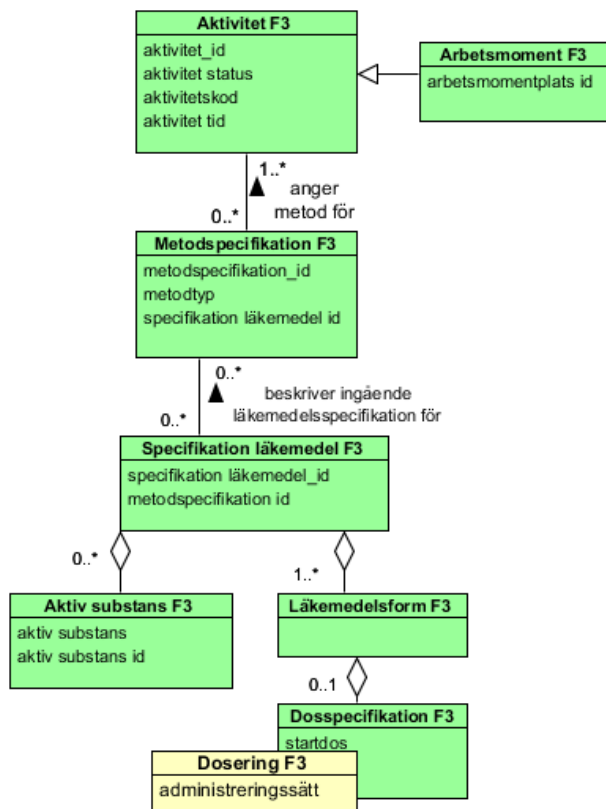 Aktivitet F3
aktivitet_id
aktivitet status
aktivitetskod
aktivitet tid
Arbetsmoment F3
arbetsmomentplats id
1..*
anger
metod för
0..*
Metodspecifikation F3
metodspecifikation_id
metodtyp
specifikation läkemedel id
0..*
beskriver ingående
läkemedelsspecifikation för
0..*
Specifikation läkemedel F3
specifikation läkemedel_id
metodspecifikation id
0..*
1..*
Aktiv substans F3
aktiv substans
aktiv substans id
Läkemedelsform F3
0..1
Dosspecifikation F3
startdos
Dosering F3
administreringssätt